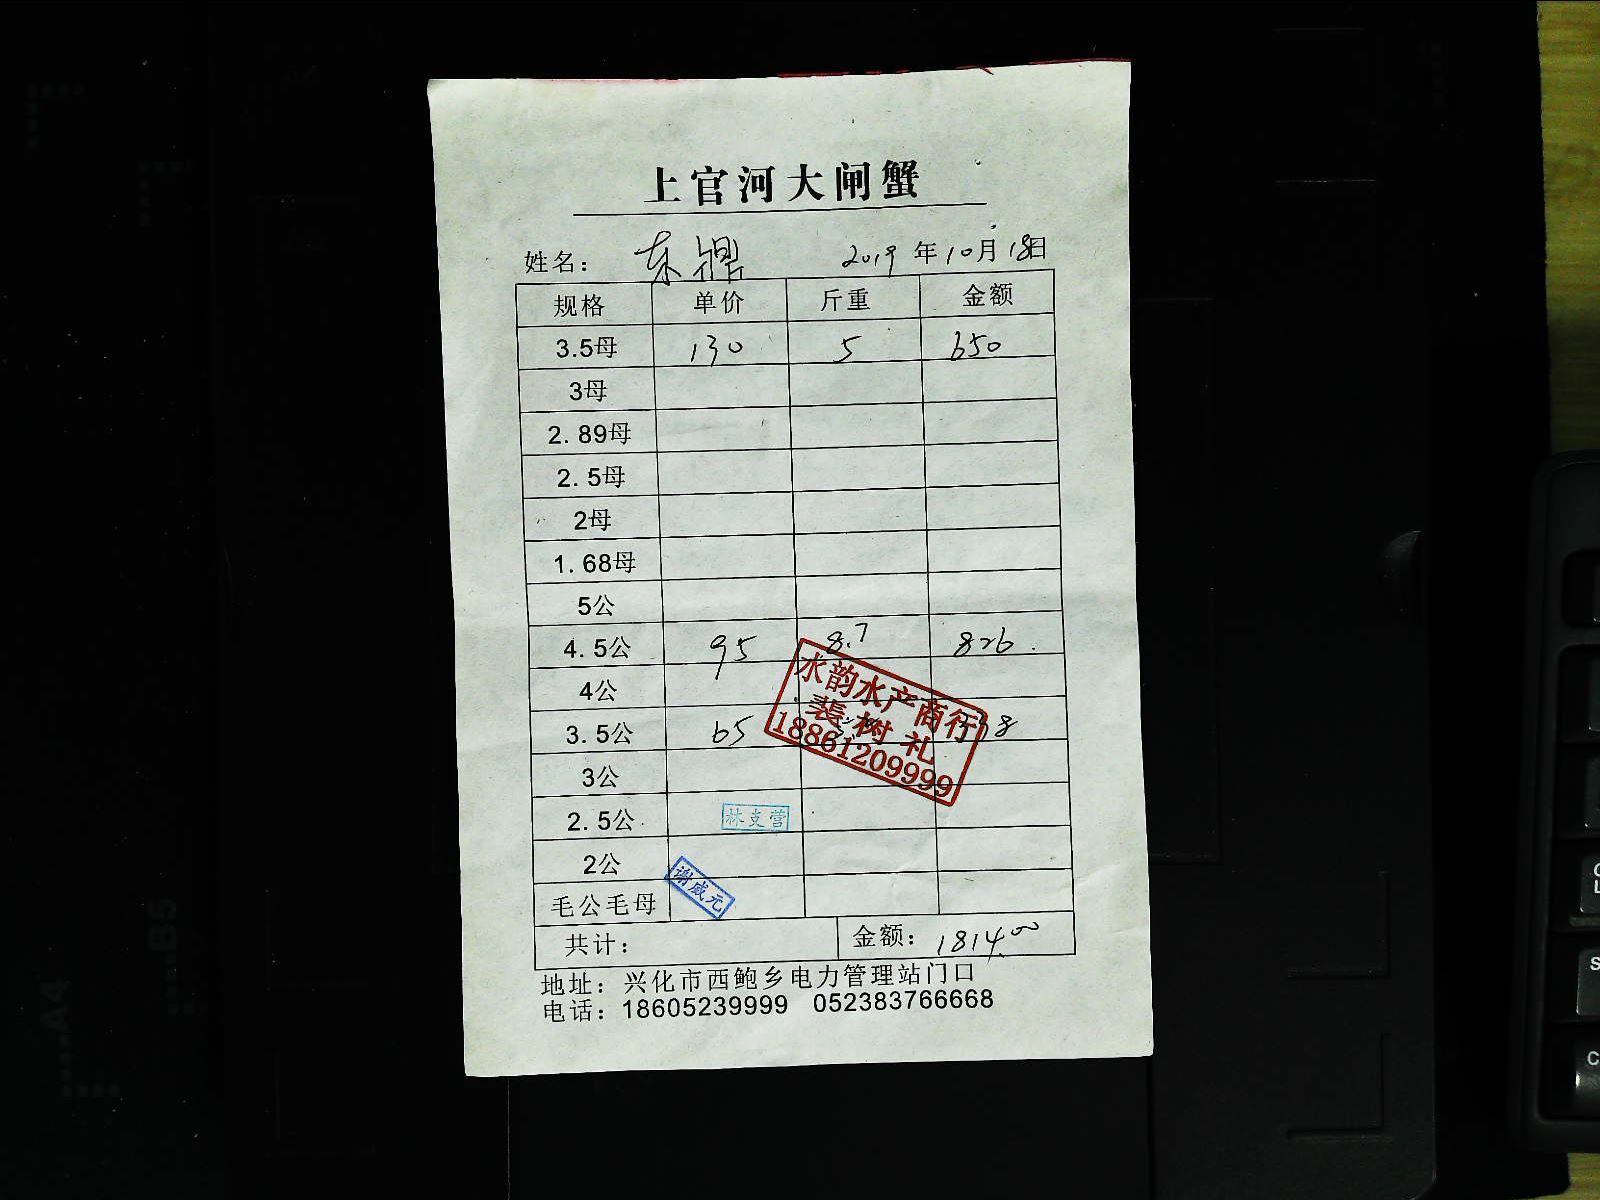 上官河大闸蟹
姓名： 东鼎 2019年10月18日
规格 单价 斤重 金额
3.5母 130 5 650
3母
2.89母
2.5母
2母
1.68母
5公
4.5公 95 8.7 826.
4公
3.5公 65
3公
2.5公
2公
毛公毛母
水韵水产商行
裴树礼
18861209999
林支营
谢咸元
共计： 金额：1814.00
地址：兴化市西鲍乡电力管理站门口
电话：18605239999 052383766668